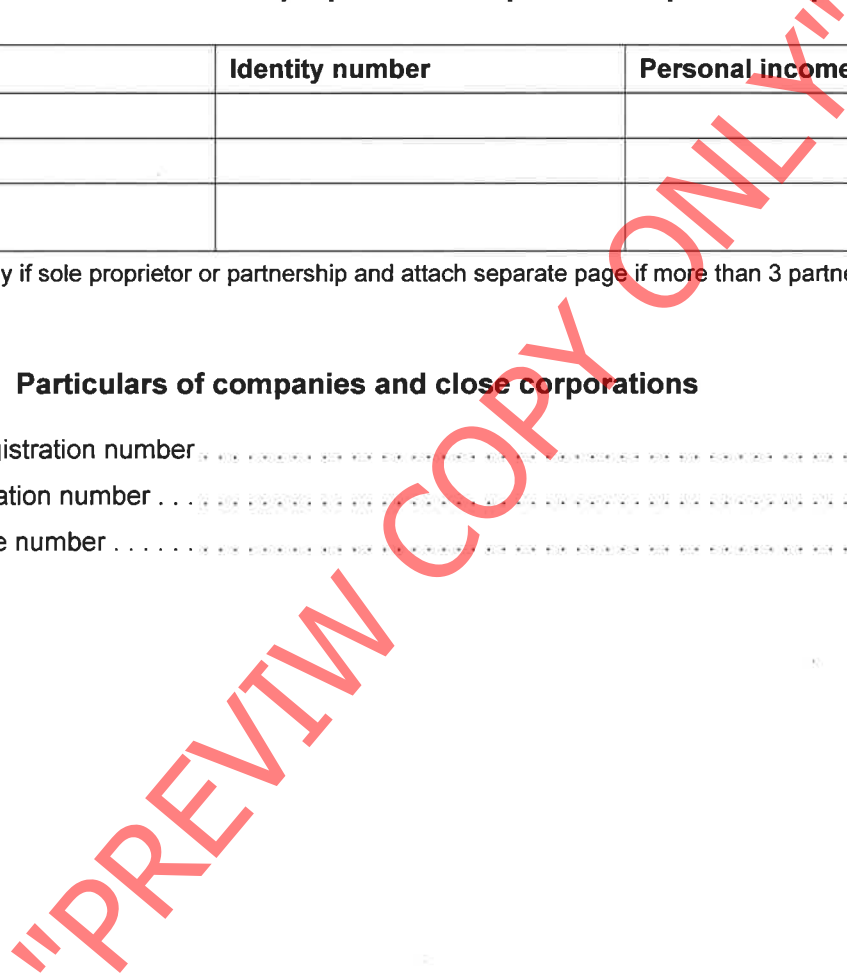 Identity number Personal income
y if sole proprietor or partnership and attach separate page if more than 3 partne
Particulars of companies and close corporations
istration number
ation number . . .
e number . . . . . .
"PREVIW COPY ONLY"